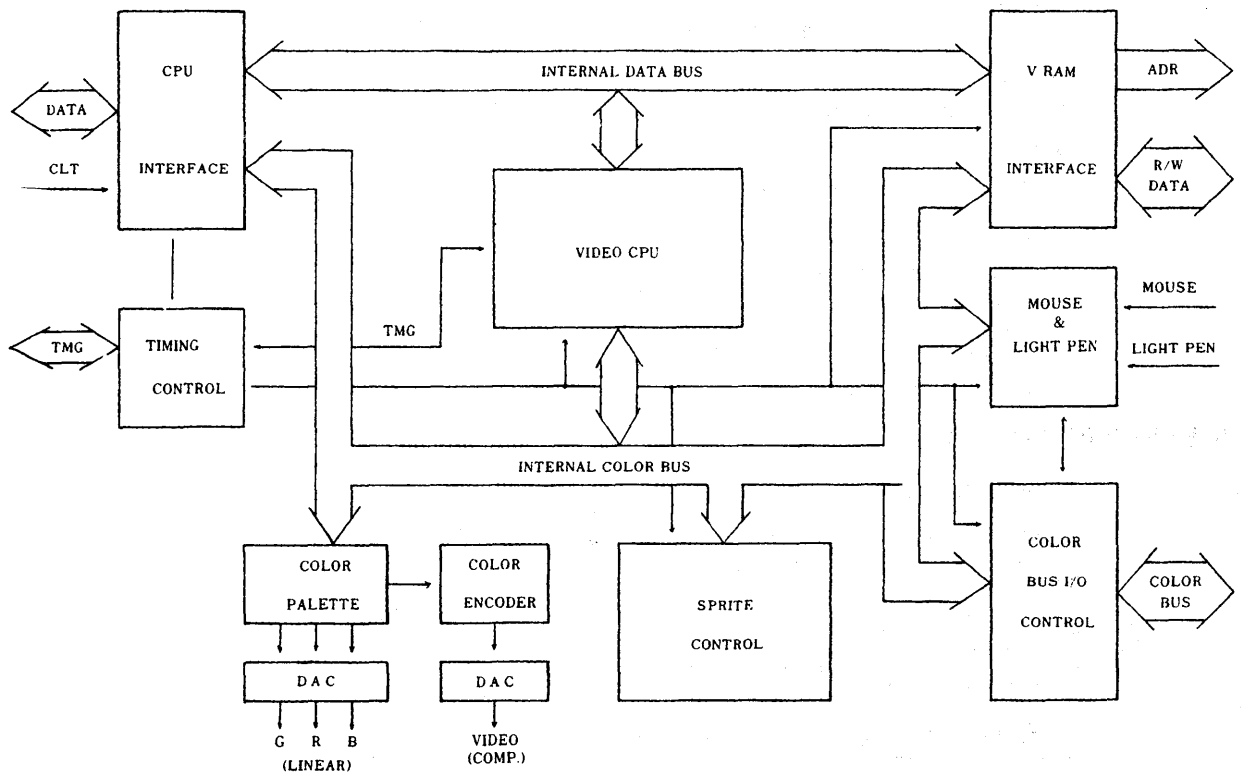 CPU
INTERFACE
DATA
CLT
INTERNAL DATA BUS
V RAM
INTERFACE
ADR
R/W
DATA
VIDEO CPU
TMG
TIMING
CONTROL
TMG
MOUSE
&
LIGHT PEN
MOUSE
LIGHT PEN
INTERNAL COLOR BUS
COLOR
PALETTE
COLOR
ENCODER
SPRITE
CONTROL
COLOR
BUS I/O
CONTROL
COLOR
BUS
DAC
DAC
G R B
(LINEAR)
VIDEO
(COMP.)